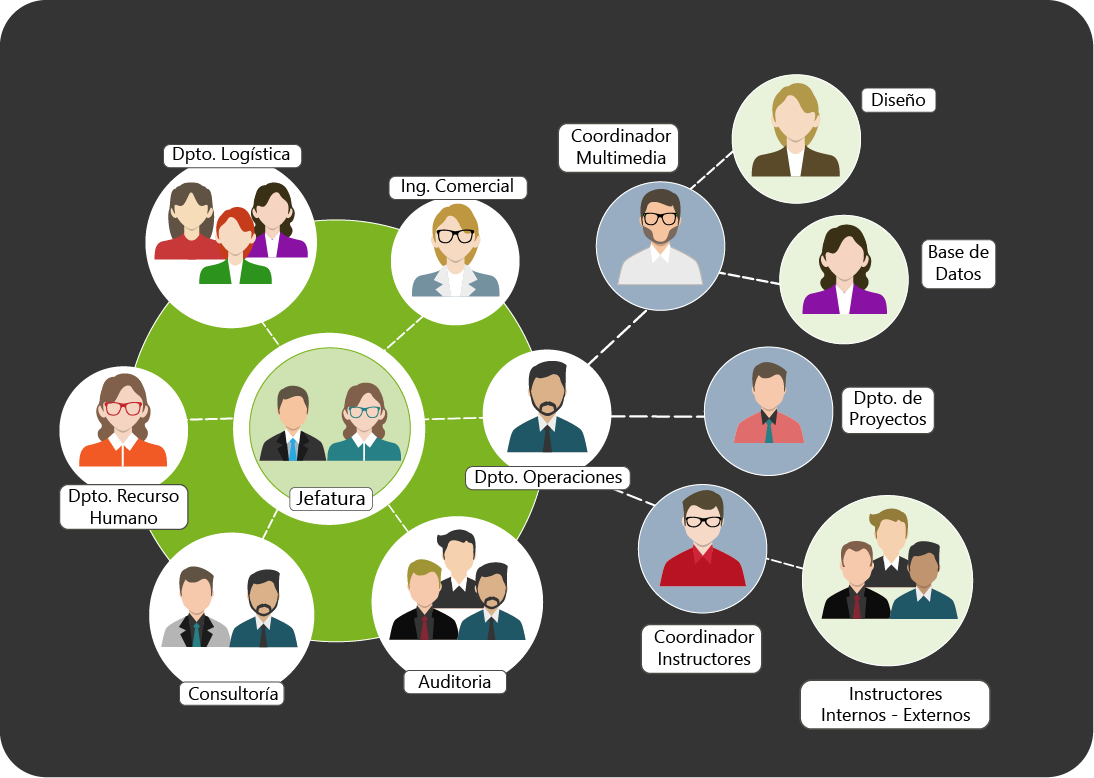 Diseño
Coordinador
Multimedia
Dpto. Logística
Ing. Comercial
Base de
Datos
Dpto. de
Proyectos
Dpto. Operaciones
Jefatura
Dpto. Recurso
Humano
Coordinador
Instructores
Auditoria
Consultoría
Instructores
Internos - Externos